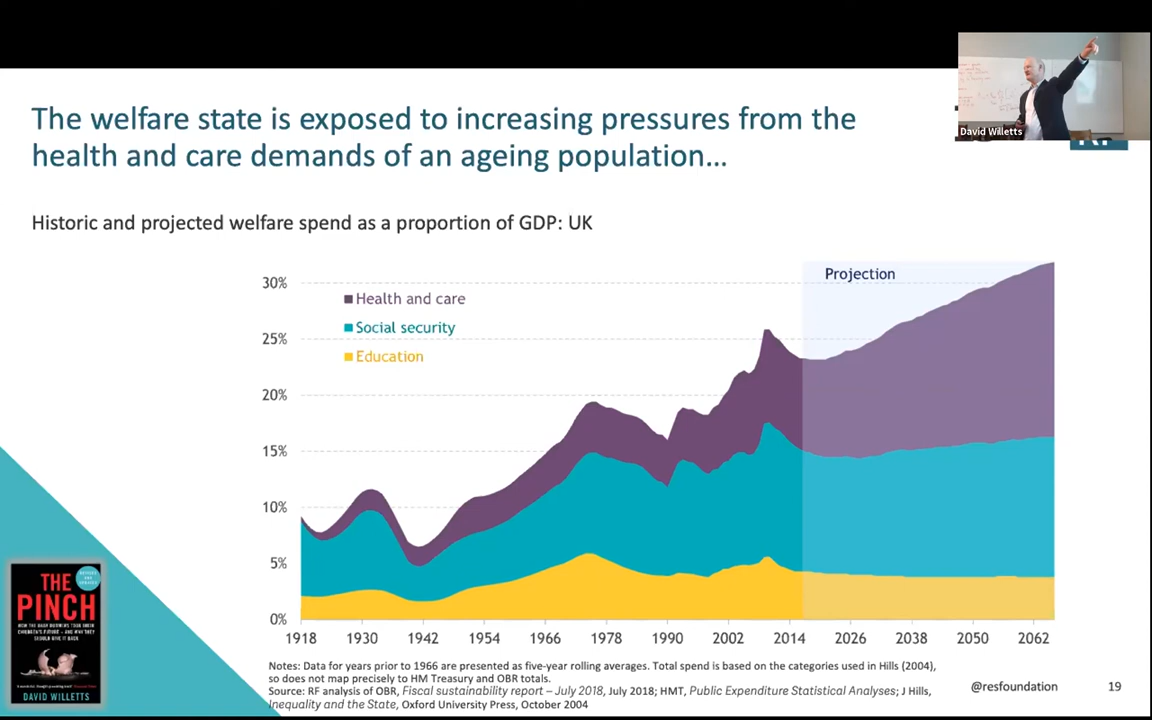 David Willetts
The welfare state is exposed to increasing pressures from the
health and care demands of an ageing population…
Historic and projected welfare spend as a proportion of GDP: UK
30%
25%
20%
15%
10%
5%
0%
Projection
Health and care
Social security
Education
1918 1930 1942 1954 1966 1978 1990 2002 2014 2026 2038 2050 2062
Notes: Data for years prior to 1966 are presented as five-year rolling averages. Total spend is based on the categories used in Hills (2004),
so does not map precisely to HM Treasury and OBR totals.
Source: RF analysis of OBR, Fiscal sustainability report – July 2018, July 2018; HMT, Public Expenditure Statistical Analyses; J Hills,
Inequality and the State, Oxford University Press, October 2004
@resfoundation
19
THE
PINCH
HOW THE BABY BOOMERS TOOK THEIR
CHILDREN'S FUTURE – AND WHY THEY
SHOULD GIVE IT BACK
DAVID WILLETTS